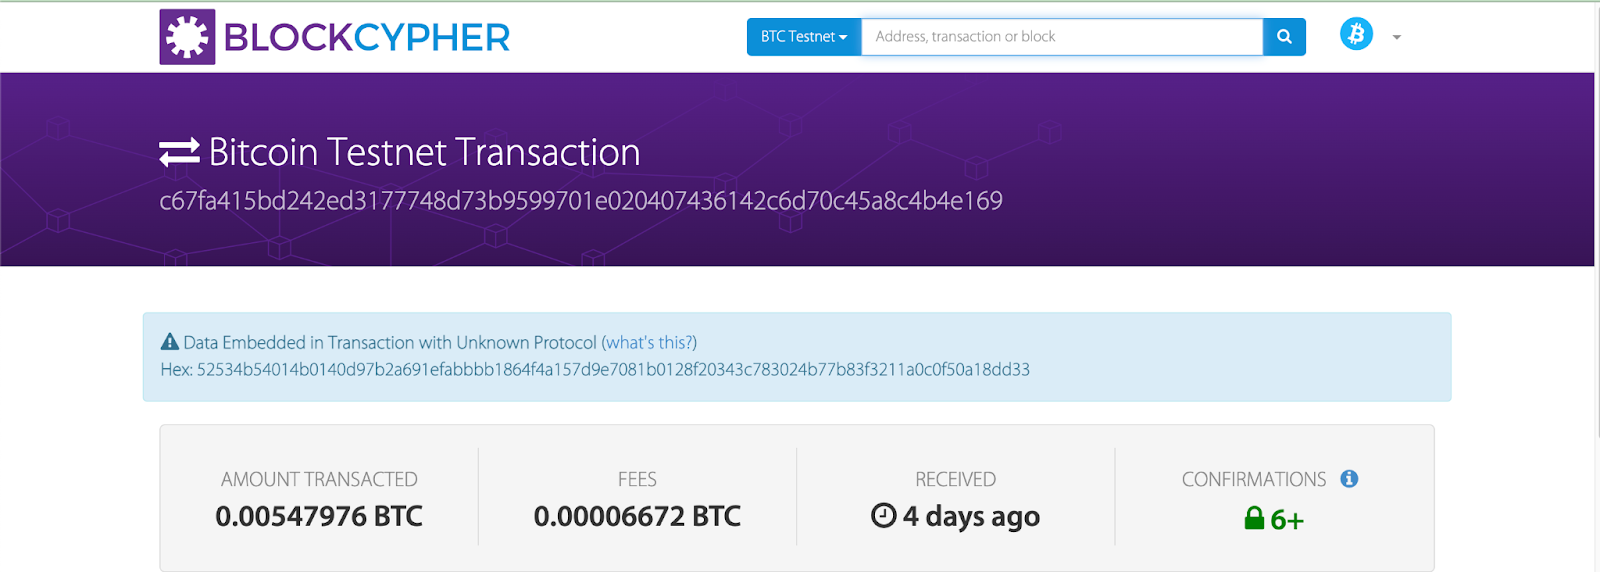 BLOCKCYPHER
BTC Testnet
Address, transaction or block
Bitcoin Testnet Transaction
c67fa415bd242ed3177748d73b9599701e020407436142c6d70c45a8c4b4e169
Data Embedded in Transaction with Unknown Protocol (what's this?)
Hex: 52534b54014b0140d97b2a691efabbbb1864f4a157d9e7081b0128f20343c783024b77b83f3211a0c0f50a18dd33
AMOUNT TRANSACTED
0.00547976 BTC
FEES
0.00006672 BTC
RECEIVED
4 days ago
CONFIRMATIONS
6+